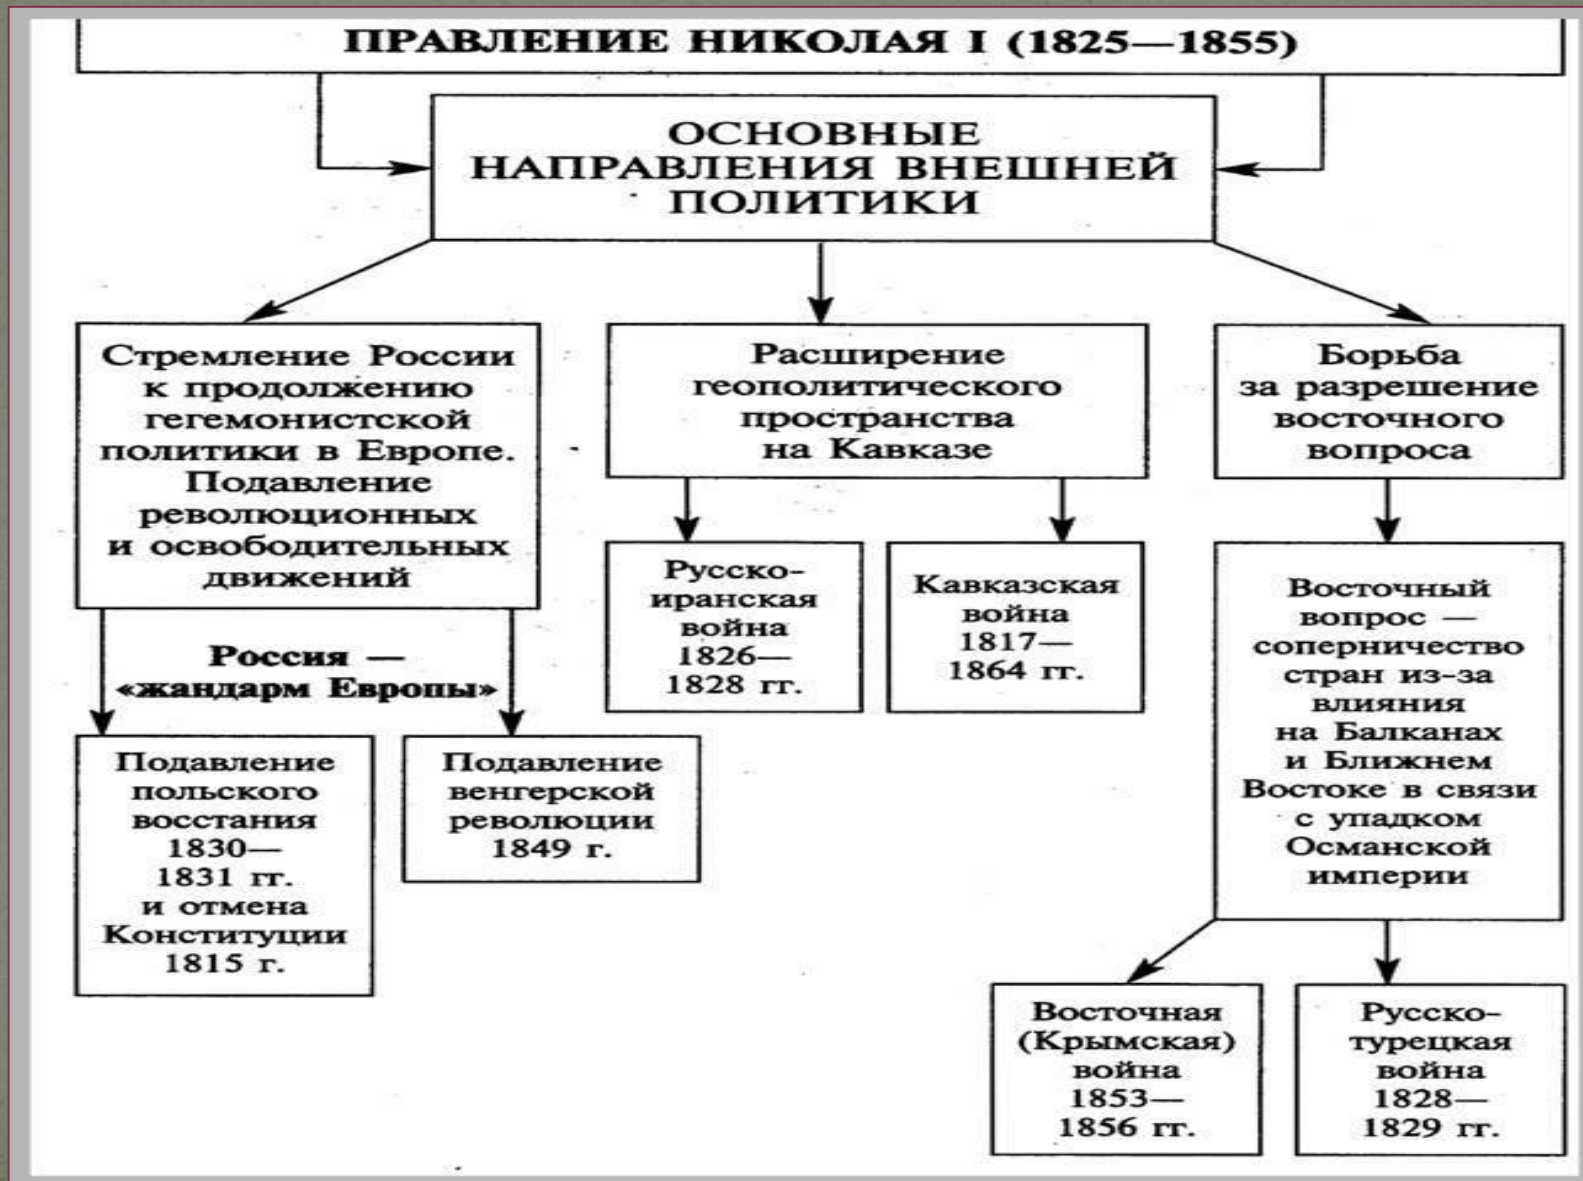 ПРАВЛЕНИЕ НИКОЛАЯ I (1825—1855)
ОСНОВНЫЕ
НАПРАВЛЕНИЯ ВНЕШНЕЙ
ПОЛИТИКИ
Стремление России
к продолжению
гегемонистской
политики в Европе.
Подавление
революционных
и освободительных
движений
Россия —
«жандарм Европы»
Подавление
польского
восстания
1830—
1831 гг.
и отмена
Конституции
1815 г.
Подавление
венгерской
революции
1849 г.
Расширение
геополитического
пространства
на Кавказе
Русско-
иранская
война
1826—
1828 гг.
Кавказская
война
1817—
1864 гг.
Борьба
за разрешение
восточного
вопроса
Восточный
вопрос —
соперничество
стран из-за
влияния
на Балканах
и Ближнем
Востоке в связи
с упадком
Османской
империи
Восточная
(Крымская)
война
1853—
1856 гг.
Русско-
турецкая
война
1828—
1829 гг.